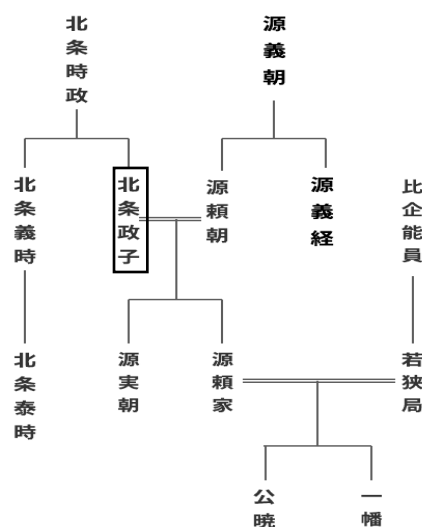 北条時政
源義朝
北条義時
北条政子
源頼朝
源義経
比企能員
北条泰時
源実朝
源頼家
若狭局
公暁
一幡